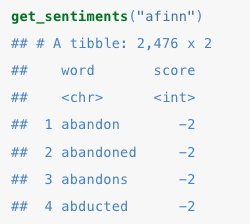 get_sentiments("afinn")
## # A tibble: 2,476 x 2
##    word      score
##    <chr>     <int>
##  1 abandon      -2
##  2 abandoned    -2
##  3 abandons     -2
##  4 abducted     -2